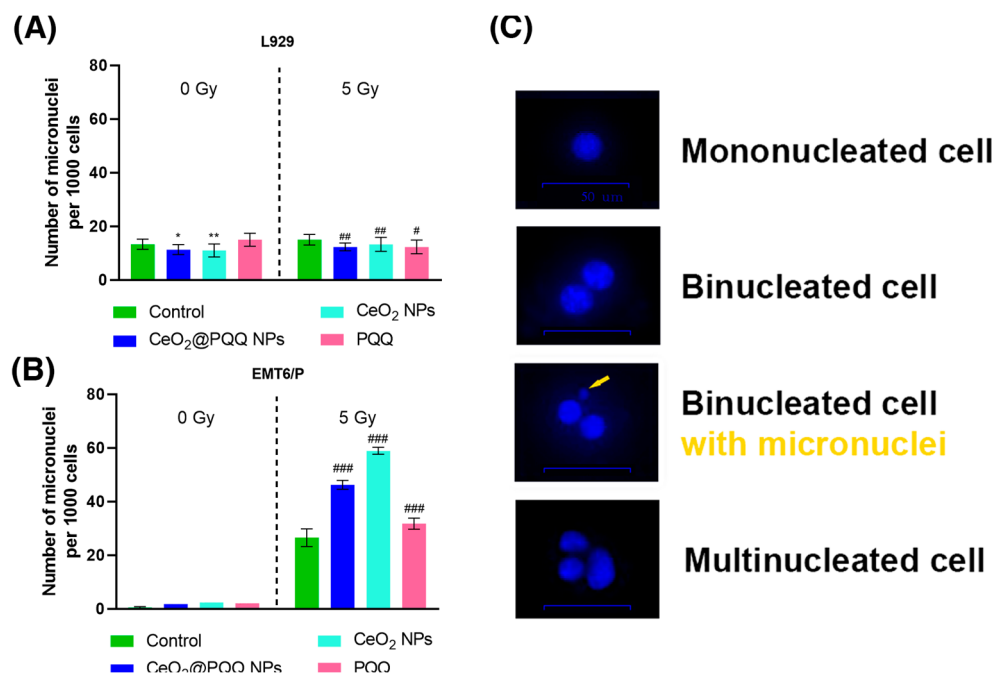 (A)
L929
Number of micronuclei
per 1000 cells
80
60
40
20
0
0 Gy
5 Gy
*
**
##
##
#
Control
CeO2 NPs
CeO2@PQQ NPs
PQQ
(B)
EMT6/P
Number of micronuclei
per 1000 cells
80
60
40
20
0
0 Gy
5 Gy
###
###
###
Control
CeO2 NPs
CeO2@PQQ NPs
PQQ
(C)
50 um
Mononucleated cell
Binucleated cell
Binucleated cell
with micronuclei
Multinucleated cell